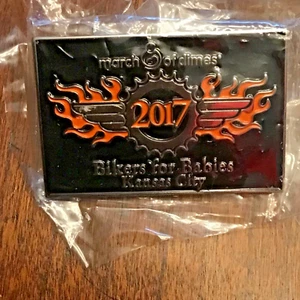 march of dimes
2017
Bikers for Babies
Kansas City